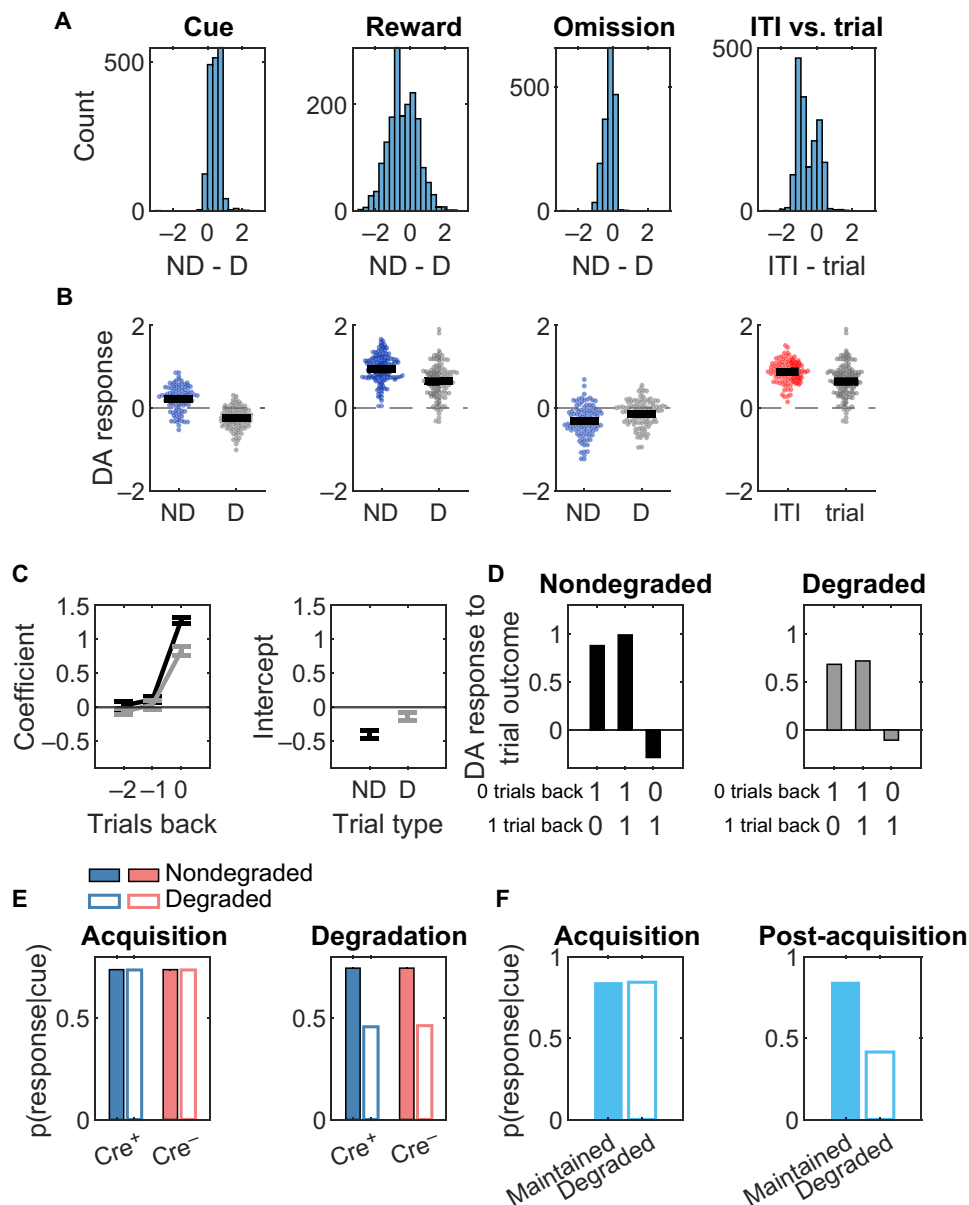 A
Cue
Reward
Omission
ITI vs. trial
Count
500
0
−2 0 2
ND - D
200
0
−2 0 2
ND - D
500
0
−2 0 2
ND - D
500
0
−2 0 2
ITI - trial
B
DA response
2
0
−2
ND D
2
0
−2
ND D
2
0
−2
ND D
2
0
−2
ITI trial
C
Coefficient
1.5
1
0.5
0
−0.5
−2 −1 0
Trials back
Intercept
1.5
1
0.5
0
−0.5
ND D
Trial type
D
Nondegraded
Degraded
DA response to
trial outcome
1
0.5
0
0 trials back 1 1 0
1 trial back 0 1 1
1
0.5
0
0 trials back 1 1 0
1 trial back 0 1 1
Nondegraded
Degraded
E
Acquisition
Degradation
p(response|cue)
0.5
0
Cre+
Cre−
0.5
0
Cre+
Cre−
F
Acquisition
Post-acquisition
p(response|cue)
1
0.5
0
Maintained
Degraded
1
0.5
0
Maintained
Degraded